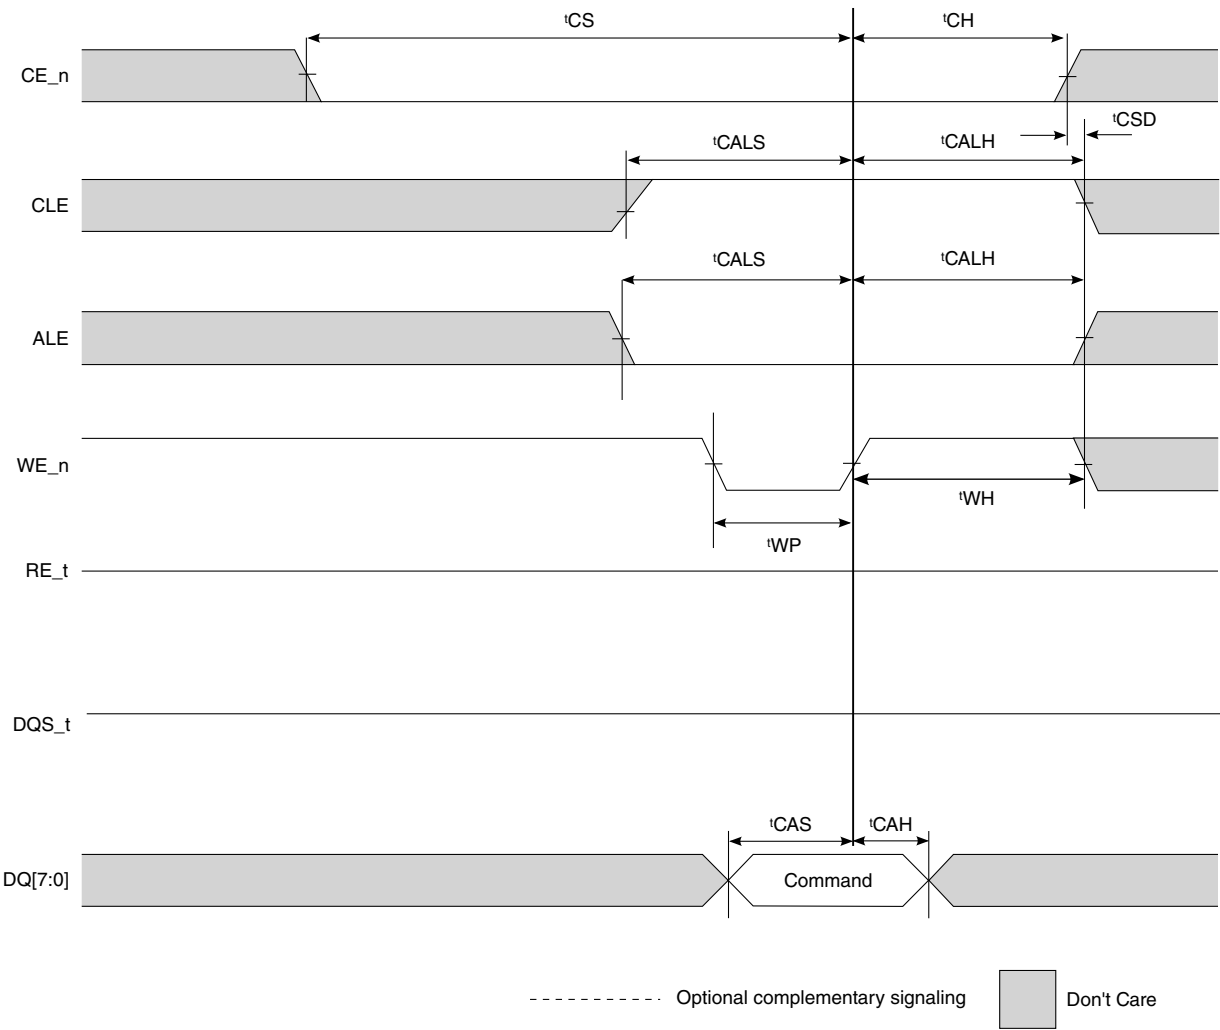 tCS
tCH
CE_n
tCSD
tCALS
tCALH
CLE
tCALS
tCALH
ALE
WE_n
tWH
tWP
RE_t
DQS_t
tCAS
tCAH
DQ[7:0]
Command
Optional complementary signaling
Don't Care